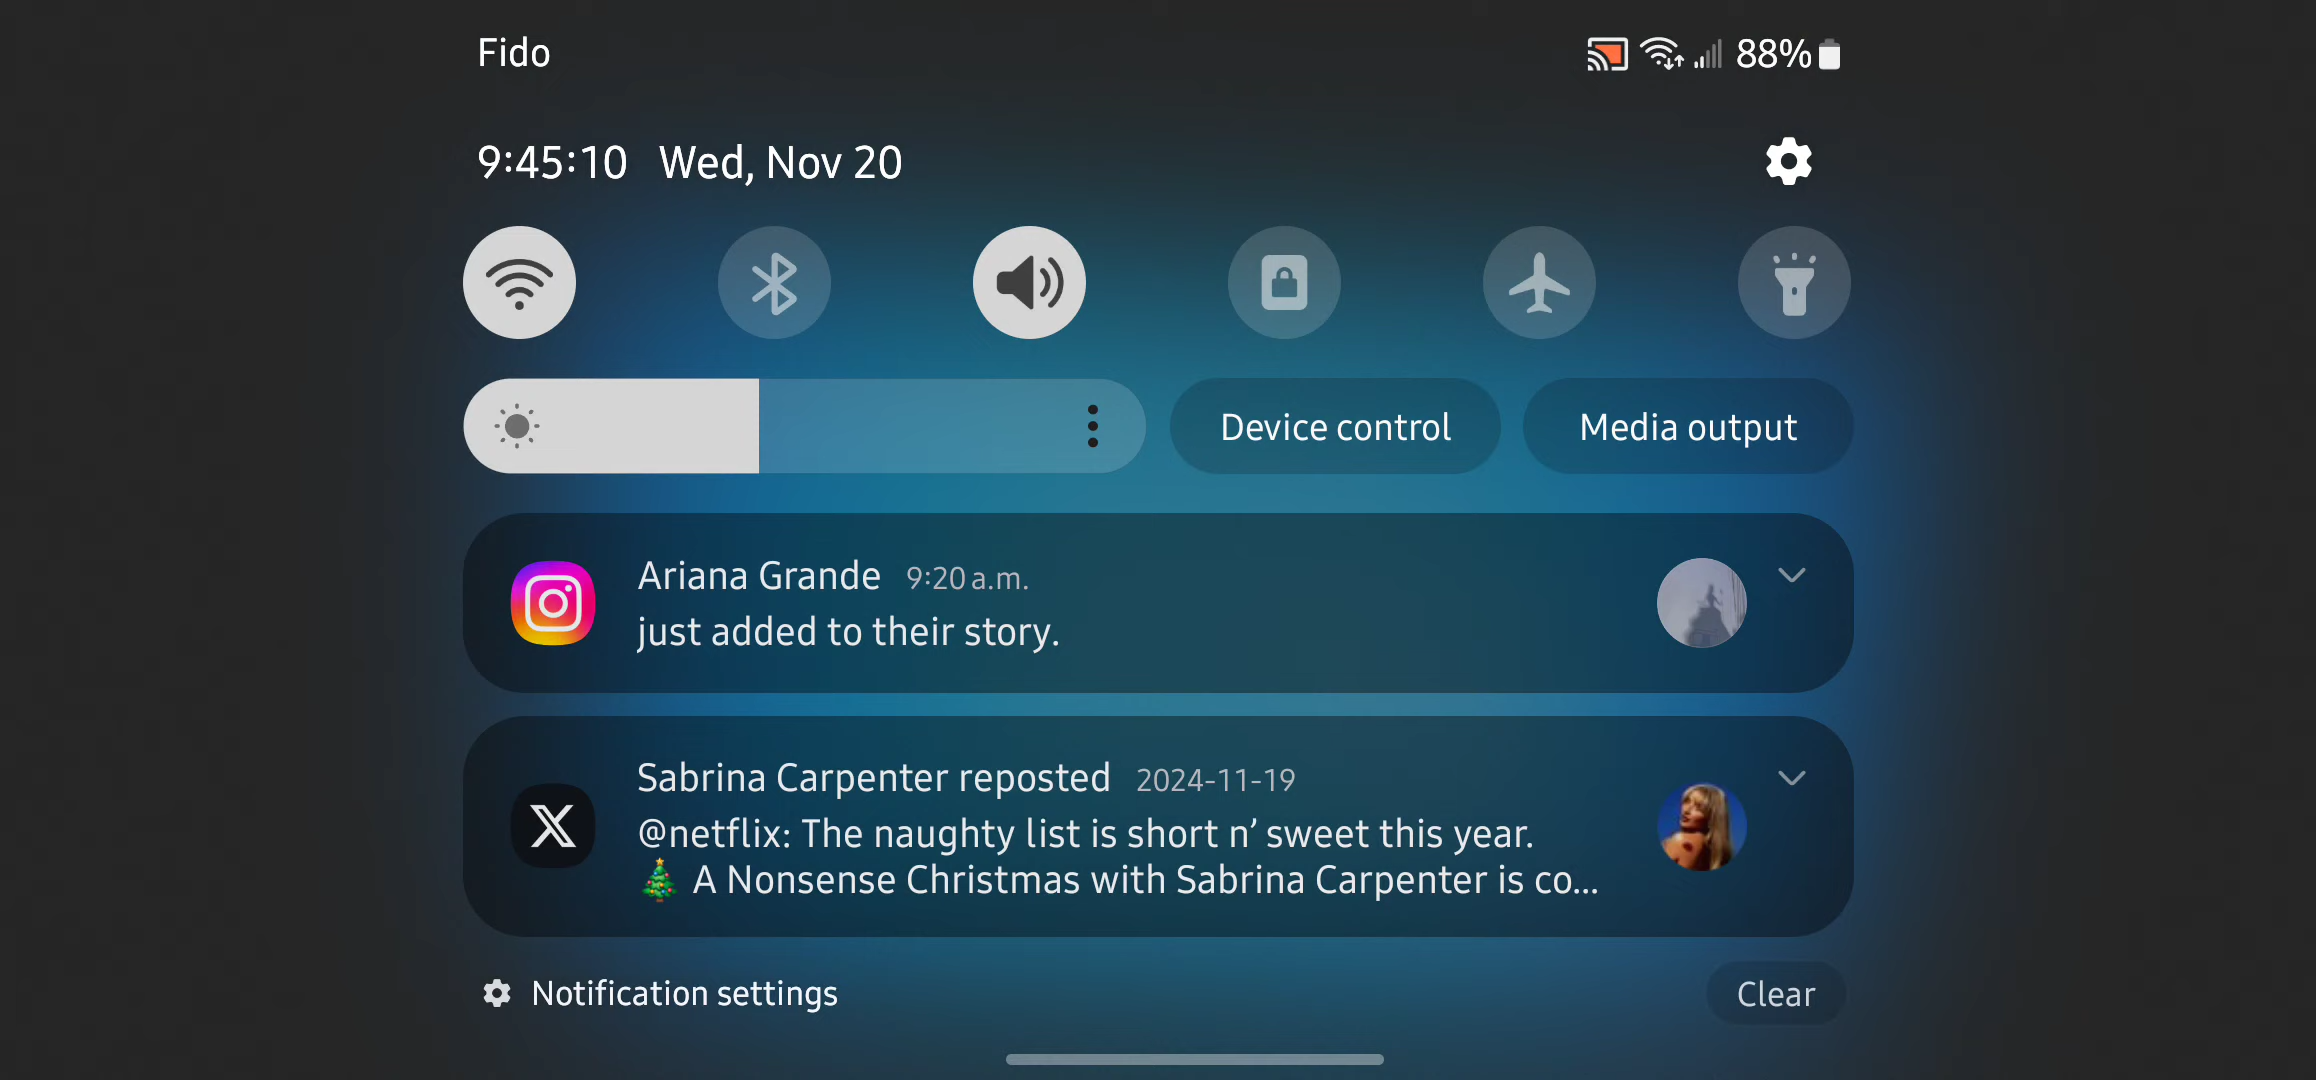 Fido
88%
9:45:10 Wed, Nov 20
Device control
Media output
Ariana Grande 9:20 a.m.
just added to their story.
Sabrina Carpenter reposted 2024-11-19
@netflix: The naughty list is short n’ sweet this year.
🎄 A Nonsense Christmas with Sabrina Carpenter is co...
Notification settings
Clear